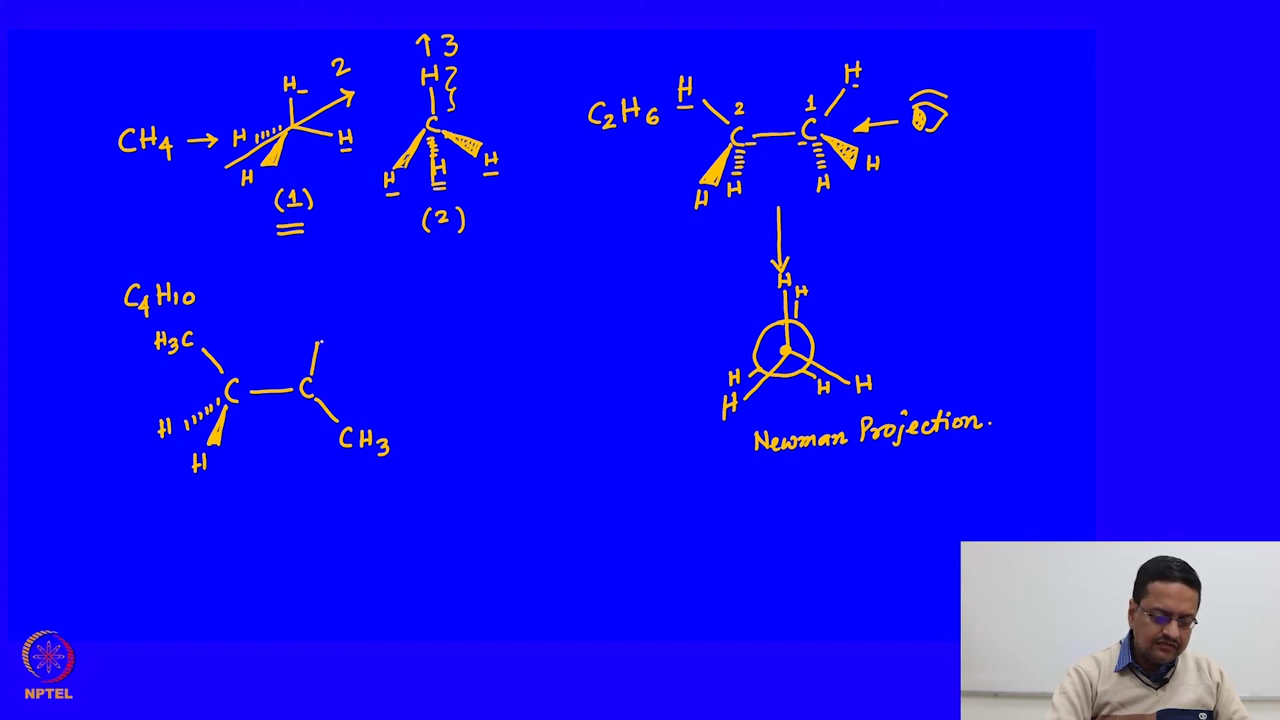 CH4 → H H H H 2
(1)
↑ 3
H
C
H H H
(2)
C2H6 H 2 C C 1 H
H H H H
H
H
H H
H H
Newman Projection.
C4H10
H3C
C C
H
H
CH3
NPTEL